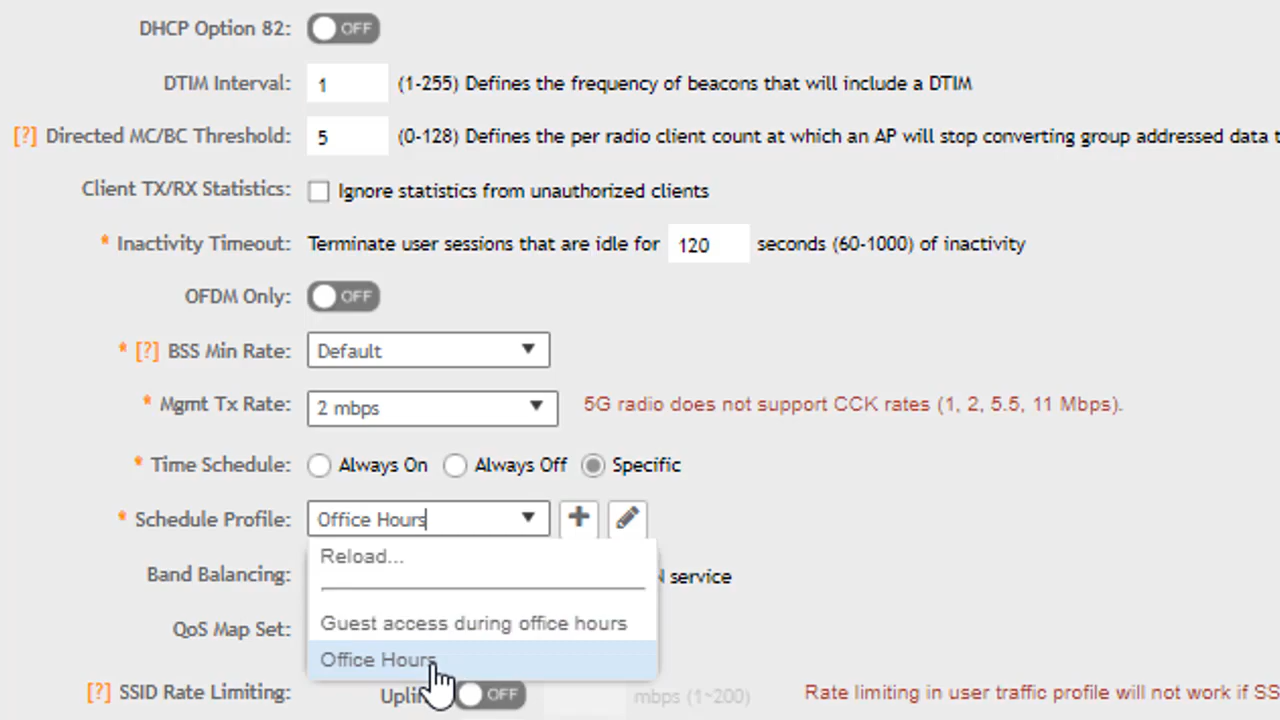 DHCP Option 82: OFF
DTIM Interval: 1 (1-255) Defines the frequency of beacons that will include a DTIM
[?] Directed MC/BC Threshold: 5 (0-128) Defines the per radio client count at which an AP will stop converting group addressed data
Client TX/RX Statistics: Ignore statistics from unauthorized clients
* Inactivity Timeout: Terminate user sessions that are idle for 120 seconds (60-1000) of inactivity
OFDM Only: OFF
* [?] BSS Min Rate: Default
* Mgmt Tx Rate: 2 mbps 5G radio does not support CCK rates (1, 2, 5.5, 11 Mbps).
* Time Schedule: Always On Always Off Specific
* Schedule Profile: Office Hours
Reload...
Band Balancing: service
Guest access during office hours
QoS Map Set:
Office Hours
[?] SSID Rate Limiting: OFF mbps (1~200) Rate limiting in user traffic profile will not work if